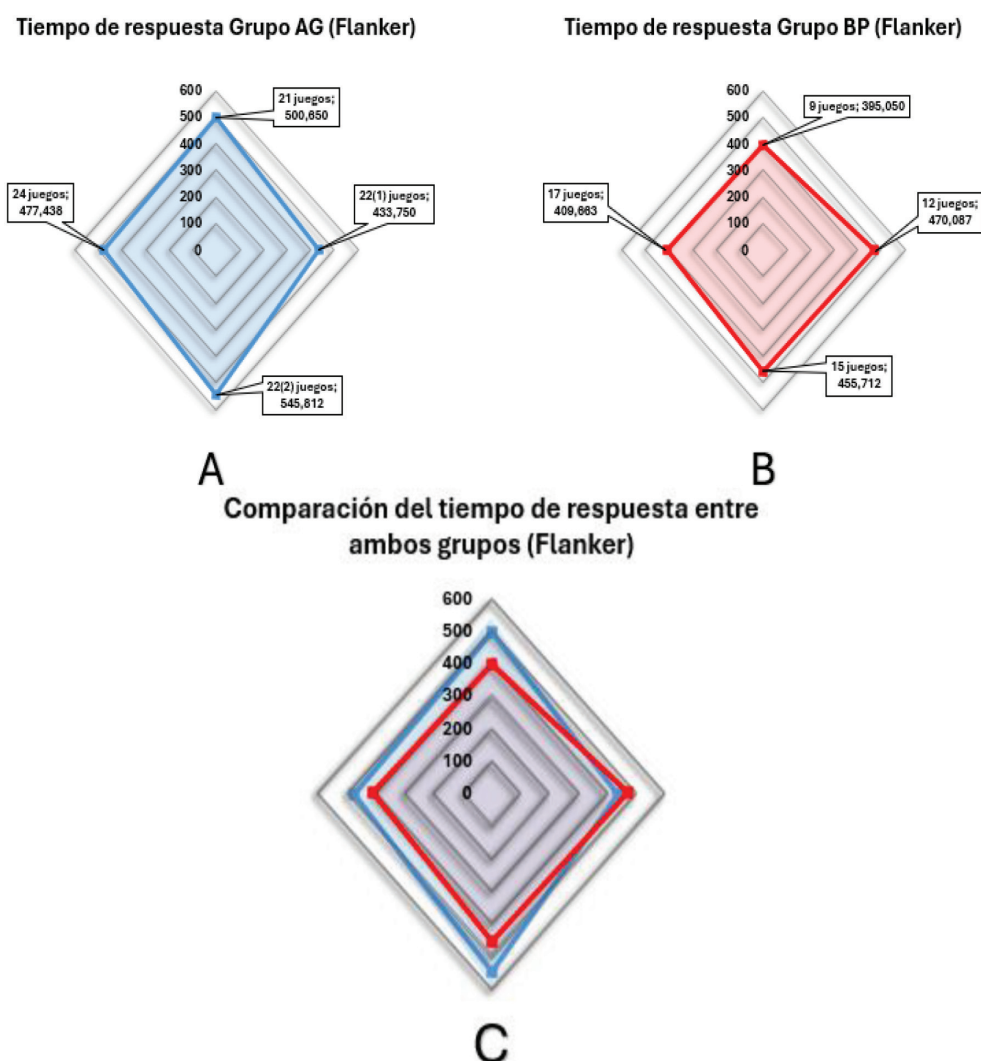 Tiempo de respuesta Grupo AG (Flanker)
600
500
400
300
200
100
0
21 juegos;
500,650
24 juegos;
477,438
22(1) juegos;
433,750
22(2) juegos;
545,812
A
Tiempo de respuesta Grupo BP (Flanker)
600
500
400
300
200
100
0
9 juegos; 395,050
17 juegos;
409,663
12 juegos;
470,087
15 juegos;
455,712
B
Comparación del tiempo de respuesta entre
ambos grupos (Flanker)
600
500
400
300
200
100
0
C